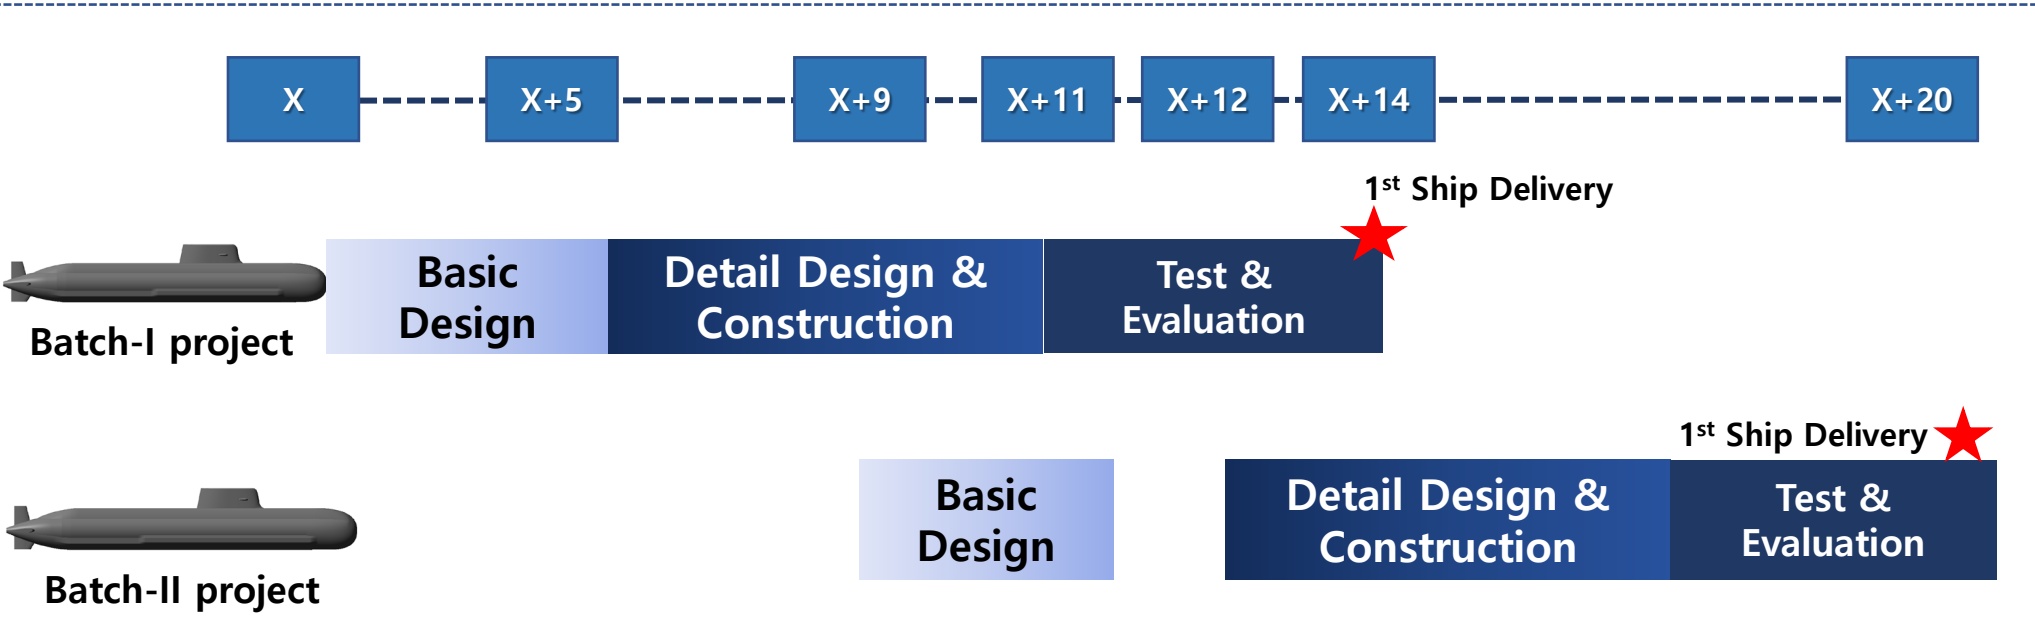 X X+5 X+9 X+11 X+12 X+14 X+20
1st Ship Delivery
Basic
Design
Detail Design &
Construction
Test &
Evaluation
Batch-I project
1st Ship Delivery
Basic
Design
Detail Design &
Construction
Test &
Evaluation
Batch-II project